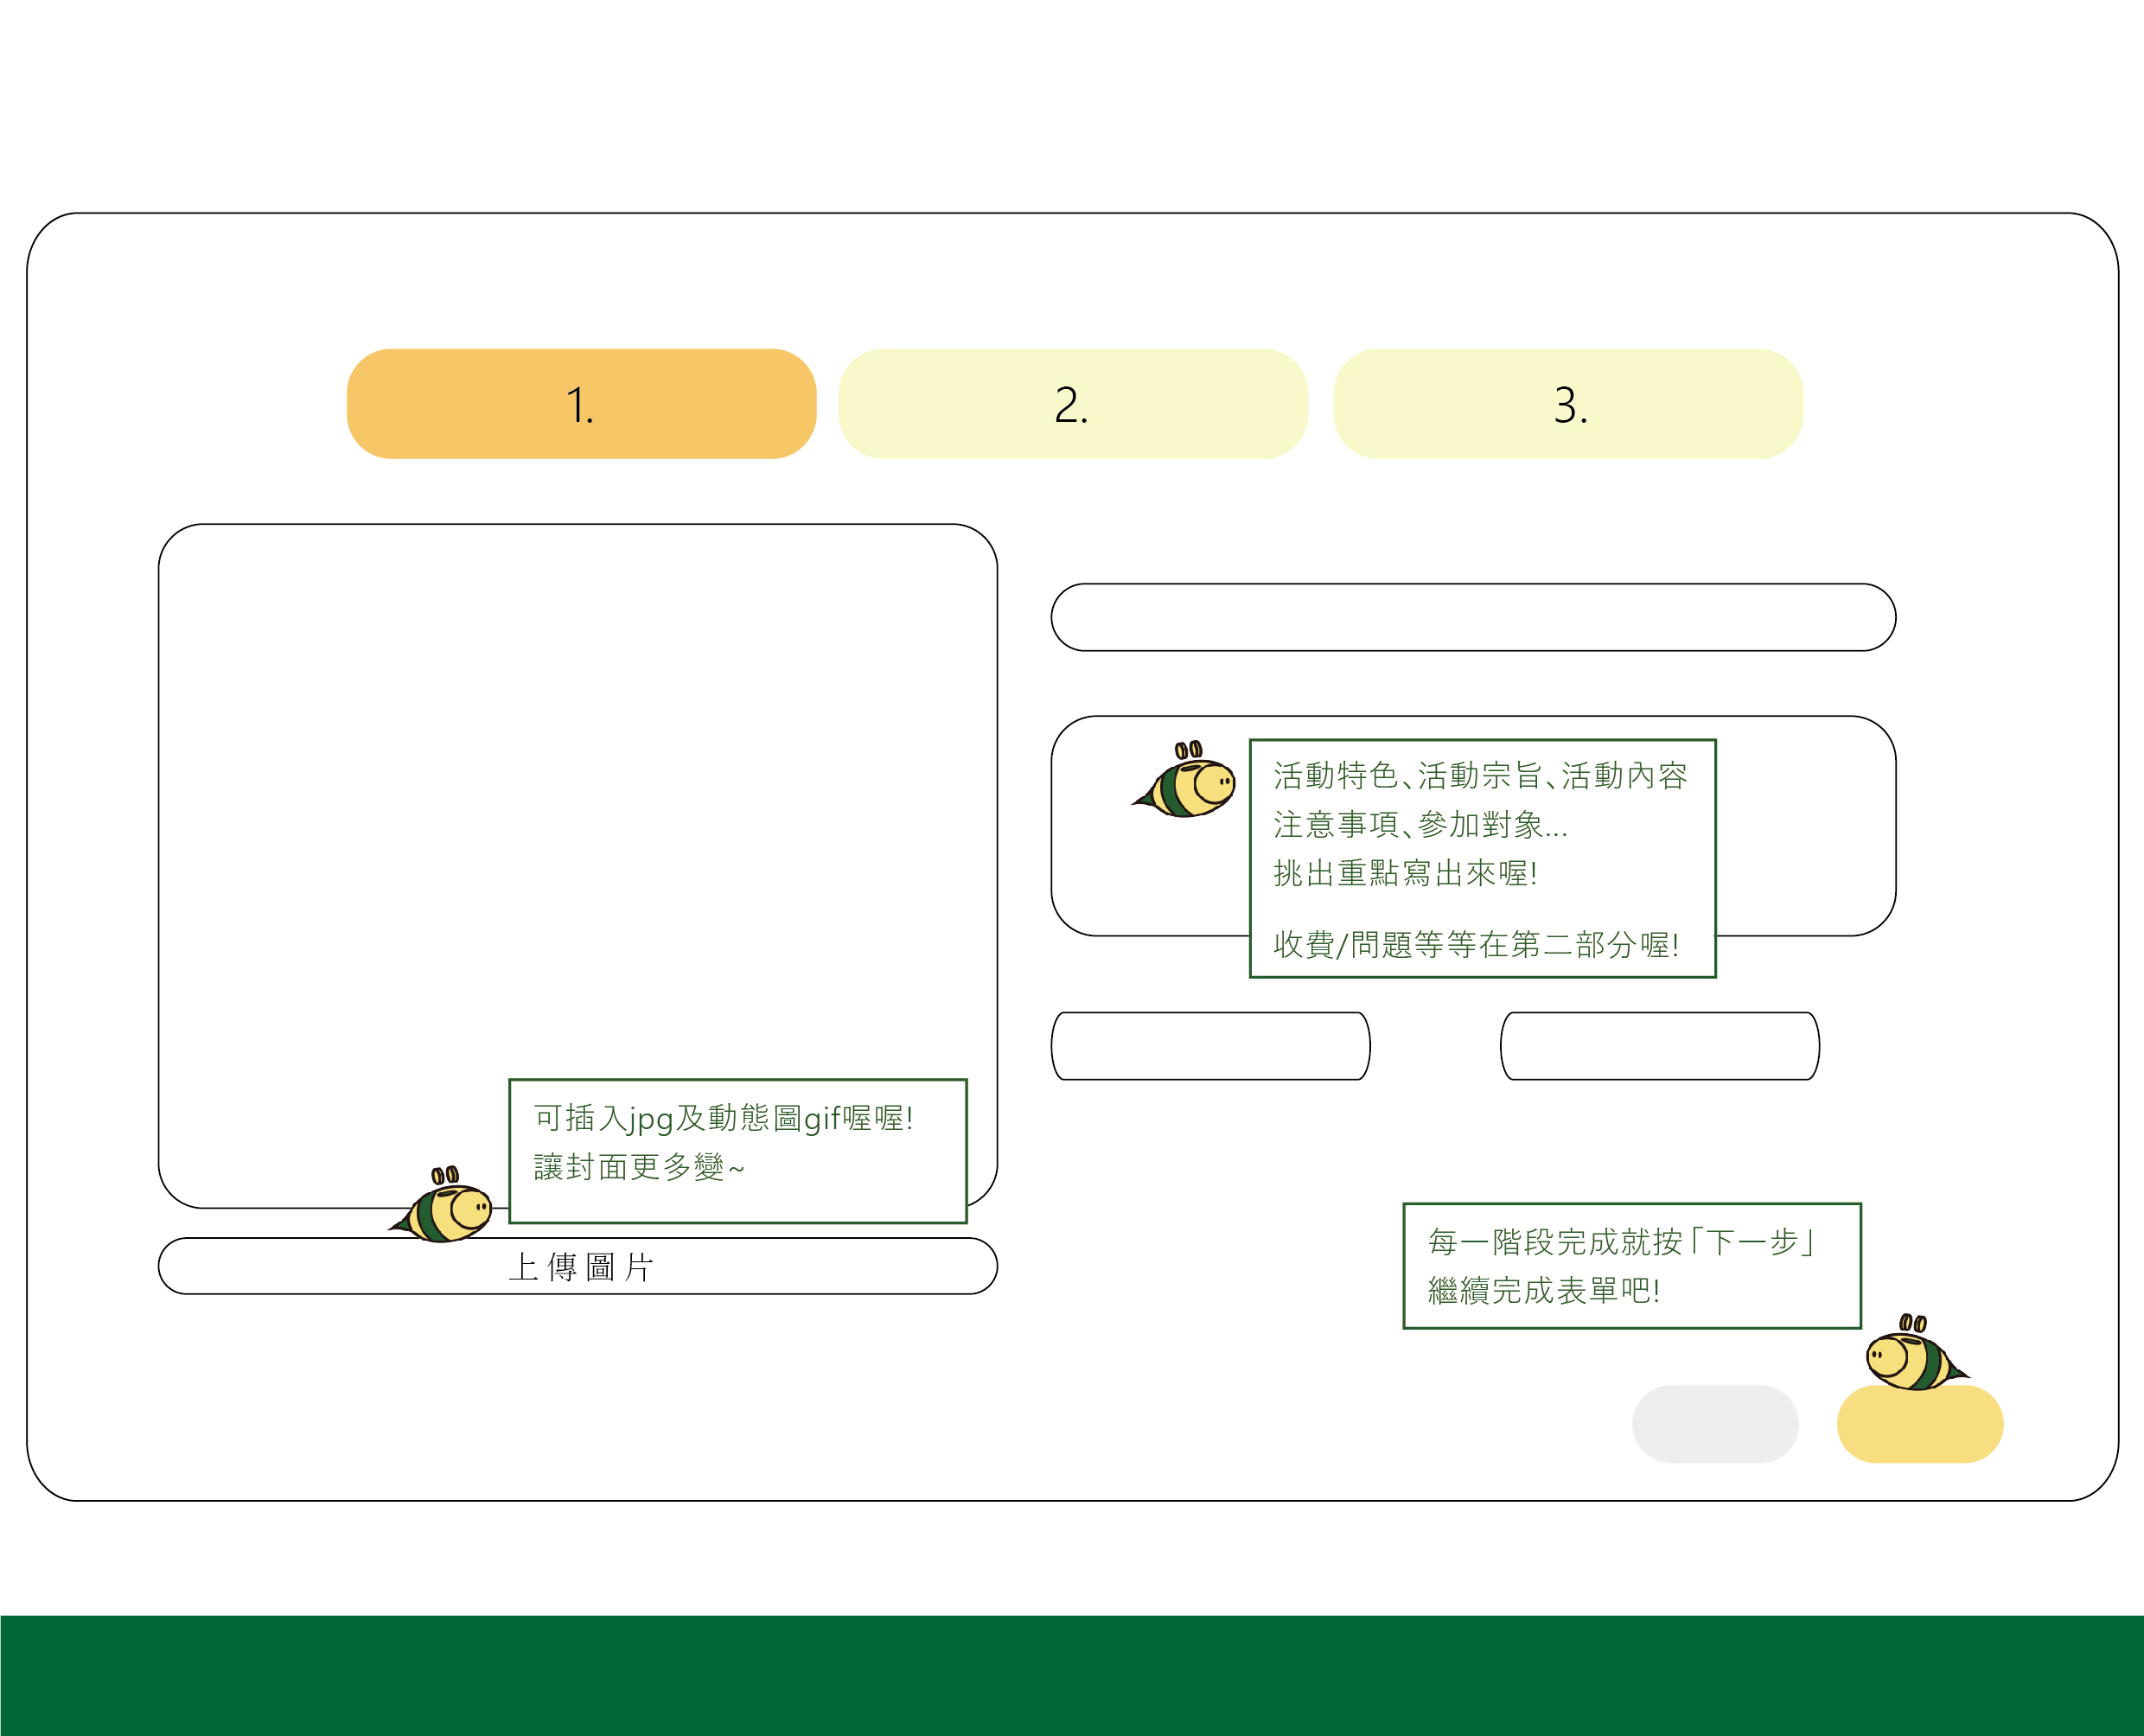 1.
2.
3.
活動特色、活動宗旨、活動內容
注意事項、參加對象...
挑出重點寫出來喔!
收費/問題等等在第二部分喔!
可插入jpg及動態圖gif喔喔!
讓封面更多變~
上傳圖片
每一階段完成就按「下一步」
繼續完成表單吧!